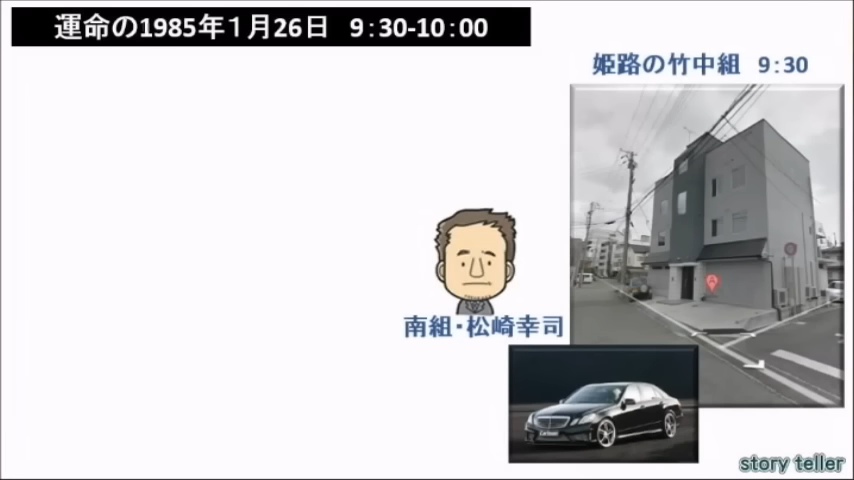 運命の1985年１月26日　9：30-10：00
姫路の竹中組　9：30
南組・松崎幸司
story teller